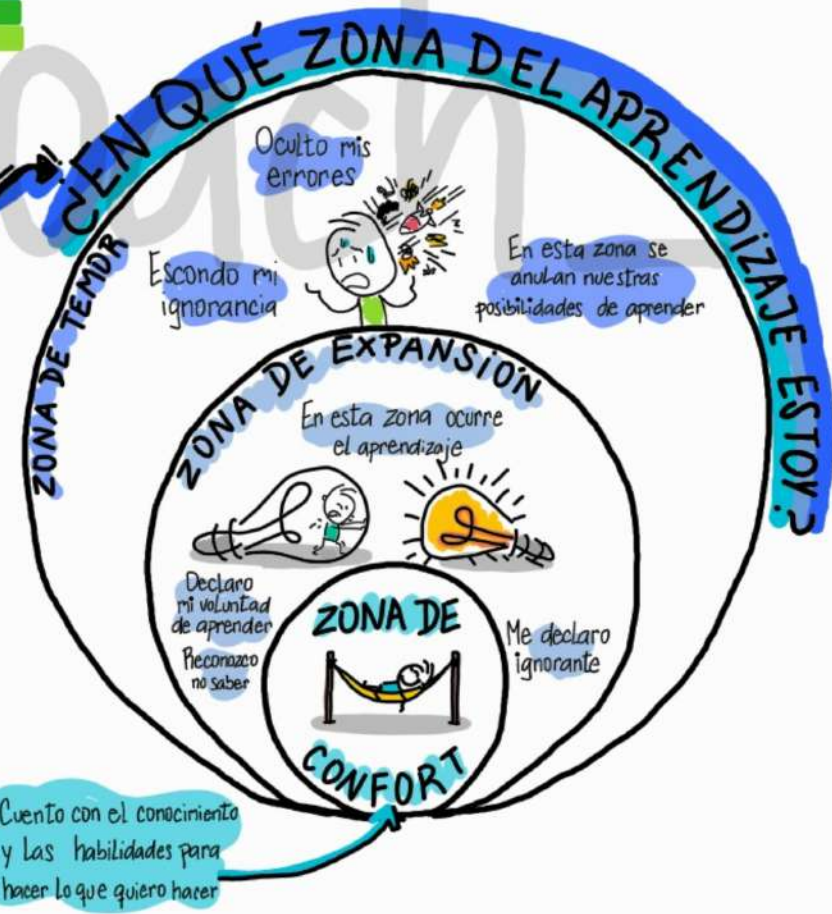 ¿EN QUÉ ZONA DEL APRENDIZAJE ESTOY?
ZONA DE TEMOR
Oculto mis
errores
Escondo mi
ignorancia
En esta zona se
anulan nuestras
posibilidades de aprender
ZONA DE EXPANSIÓN
En esta zona ocurre
el aprendizaje
Declaro
mi voluntad
de aprender
Reconozco
no saber
Me declaro
ignorante
ZONA DE
CONFORT
Cuento con el conocimiento
y Las habilidades para
hacer Lo que quiero hacer